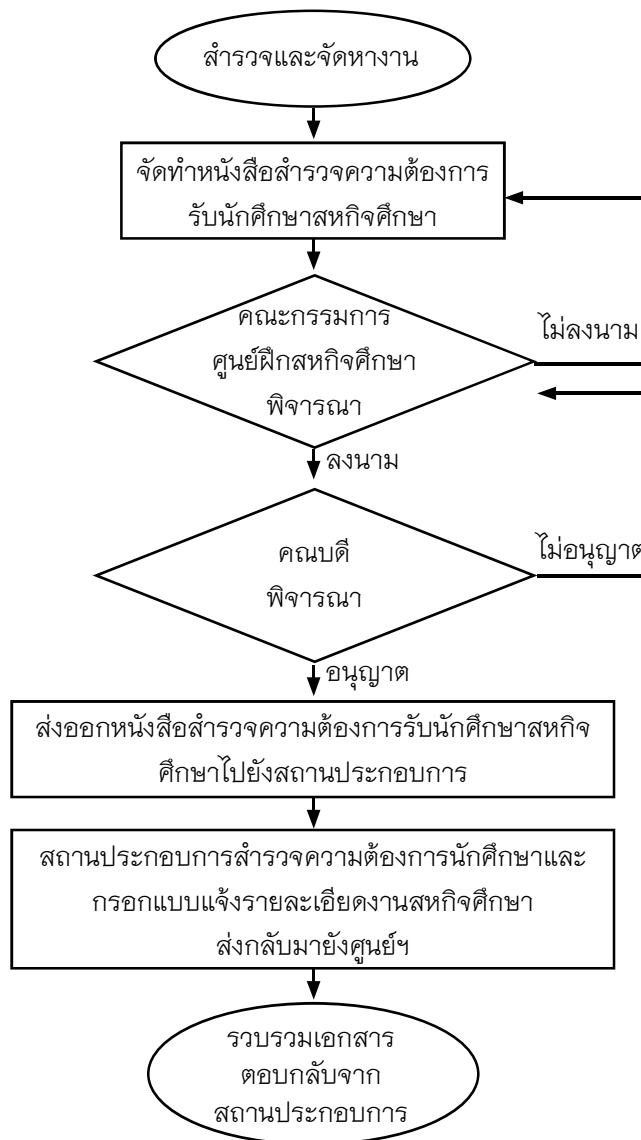 สำรวจและจัดหางาน
จัดทำหนังสือสำรวจความต้องการ
รับนักศึกษาสหกิจศึกษา
คณะกรรมการ
ศูนย์ฝึกสหกิจศึกษา
พิจารณา
ไม่ลงนาม
ลงนาม
คณบดี
พิจารณา
ไม่อนุญาต
อนุญาต
ส่งออกหนังสือสำรวจความต้องการรับนักศึกษาสหกิจ
ศึกษาไปยังสถานประกอบการ
สถานประกอบการสำรวจความต้องการนักศึกษาและ
กรอกแบบแจ้งรายละเอียดงานสหกิจศึกษา
ส่งกลับมายังศูนย์ฯ
รวบรวมเอกสาร
ตอบกลับจาก
สถานประกอบการ